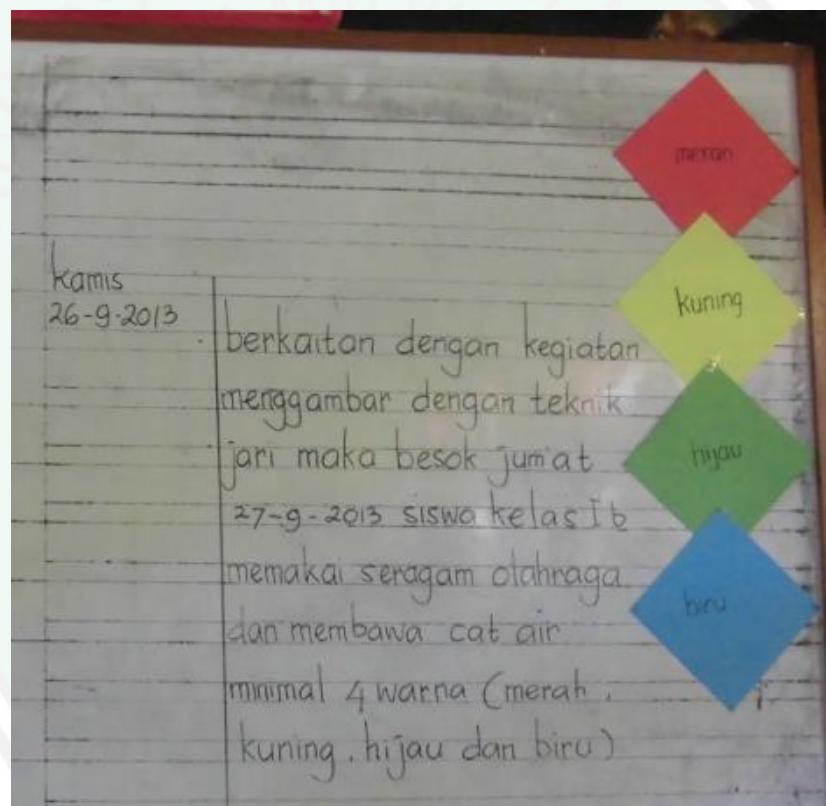 merah
kuning
hijau
biru
kamis
26-9-2013
berkaitan dengan kegiatan
menggambar dengan teknik
jari maka besok jum'at
27-9-2013 siswa kelas I b
memakai seragam olahraga
dan membawa cat air
minimal 4 warna (merah,
kuning, hijau dan biru)